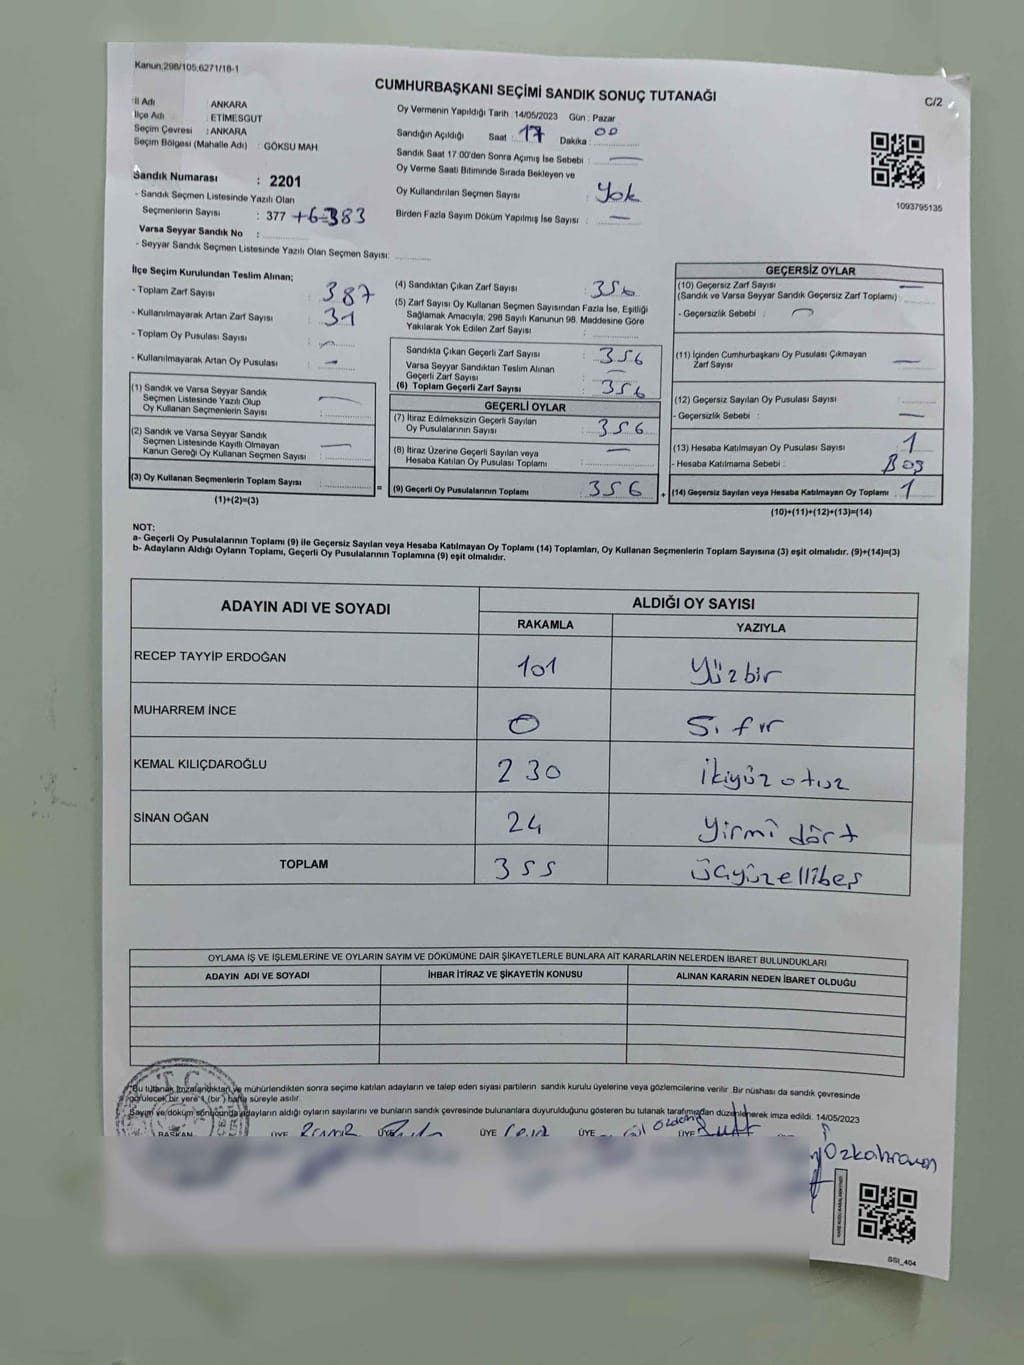 Kanun;298/105;6271/18-1
CUMHURBAŞKANI SEÇİMİ SANDIK SONUÇ TUTANAĞI
C/2
İl Adı : ANKARA
İlçe Adı : ETİMESGUT
Seçim Çevresi : ANKARA
Seçim Bölgesi (Mahalle Adı) : GÖKSU MAH.
Sandık Numarası : 2201
- Sandık Seçmen Listesinde Yazılı Olan
Seçmenlerin Sayısı : 377 +6=383
Varsa Seyyar Sandık No :
- Seyyar Sandık Seçmen Listesinde Yazılı Olan Seçmen Sayısı:
Oy Vermenin Yapıldığı Tarih : 14/05/2023 Gün : Pazar
Sandığın Açıldığı Saat : 17 Dakika : 00
Sandık Saat 17:00'den Sonra Açımış İse Sebebi : —
Oy Verme Saati Bitiminde Sırada Bekleyen ve
Oy Kullandırılan Seçmen Sayısı : Yok
Birden Fazla Sayım Döküm Yapılmış İse Sayısı : —
1093795135
İlçe Seçim Kurulundan Teslim Alınan;
- Toplam Zarf Sayısı : 387
- Kullanılmayarak Artan Zarf Sayısı : 31
- Toplam Oy Pusulası Sayısı : —
- Kullanılmayarak Artan Oy Pusulası : —
(1) Sandık ve Varsa Seyyar Sandık
Seçmen Listesinde Yazılı Olup
Oy Kullanan Seçmenlerin Sayısı : —
(2) Sandık ve Varsa Seyyar Sandık
Seçmen Listesinde Kayıtlı Olmayan
Kanun Gereği Oy Kullanan Seçmen Sayısı : —
(3) Oy Kullanan Seçmenlerin Toplam Sayısı :
(1)+(2)=(3)
(4) Sandıktan Çıkan Zarf Sayısı : 356
(5) Zarf Sayısı Oy Kullanan Seçmen Sayısından Fazla İse, Eşitliği
Sağlamak Amacıyla; 298 Sayılı Kanunun 98. Maddesine Göre
Yakılarak Yok Edilen Zarf Sayısı :
Sandıkta Çıkan Geçerli Zarf Sayısı : 356
Varsa Seyyar Sandıktan Teslim Alınan
Geçerli Zarf Sayısı : —
(6) Toplam Geçerli Zarf Sayısı : 356
GEÇERLİ OYLAR
(7) İtiraz Edilmeksizin Geçerli Sayılan
Oy Pusulalarının Sayısı : 356
(8) İtiraz Üzerine Geçerli Sayılan veya
Hesaba Katılan Oy Pusulası Toplamı : —
= (9) Geçerli Oy Pusulalarının Toplamı : 356 +
GEÇERSİZ OYLAR
(10) Geçersiz Zarf Sayısı : —
(Sandık ve Varsa Seyyar Sandık Geçersiz Zarf Toplamı)
- Geçersizlik Sebebi : —
(11) İçinden Cumhurbaşkanı Oy Pusulası Çıkmayan
Zarf Sayısı : —
(12) Geçersiz Sayılan Oy Pusulası Sayısı :
- Geçersizlik Sebebi : —
(13) Hesaba Katılmayan Oy Pusulası Sayısı : 1
- Hesaba Katılmama Sebebi : Boş
(14) Geçersiz Sayılan veya Hesaba Katılmayan Oy Toplamı : 1
(10)+(11)+(12)+(13)=(14)
NOT:
a- Geçerli Oy Pusulalarının Toplamı (9) ile Geçersiz Sayılan veya Hesaba Katılmayan Oy Toplamı (14) Toplamları, Oy Kullanan Seçmenlerin Toplam Sayısına (3) eşit olmalıdır. (9)+(14)=(3)
b- Adayların Aldığı Oyların Toplamı, Geçerli Oy Pusulalarının Toplamına (9) eşit olmalıdır.
ADAYIN ADI VE SOYADI
ALDIĞI OY SAYISI
RAKAMLA YAZIYLA
RECEP TAYYİP ERDOĞAN 101 Yüzbir
MUHARREM İNCE 0 Sıfır
KEMAL KILIÇDAROĞLU 230 İkiyüz otuz
SİNAN OĞAN 24 Yirmi dört
TOPLAM 355 Üçyüzellibeş
OYLAMA İŞ VE İŞLEMLERİNE VE OYLARIN SAYIM VE DÖKÜMÜNE DAİR ŞİKAYETLERLE BUNLARA AİT KARARLARIN NELERDEN İBARET BULUNDUKLARI
ADAYIN ADI VE SOYADI İHBAR İTİRAZ VE ŞİKAYETİN KONUSU ALINAN KARARIN NEDEN İBARET OLDUĞU
Bu tutanak imzalandıktan ve mühürlendikten sonra seçime katılan adayların ve talep eden siyasi partilerin sandık kurulu üyelerine veya gözlemcilerine verilir. Bir nüshası da sandık çevresinde
görülecek bir yere 1 (bir) hafta süreyle asılır.
Sayım ve döküm sonucunda adayların aldığı oyların sayılarını ve bunların sandık çevresinde bulunanlara duyurulduğunu gösteren bu tutanak tarafımızdan düzenlenerek imza edildi. 14/05/2023
BAŞKAN ÜYE ÜYE ÜYE ÜYE
Özkahraman
SSI_404